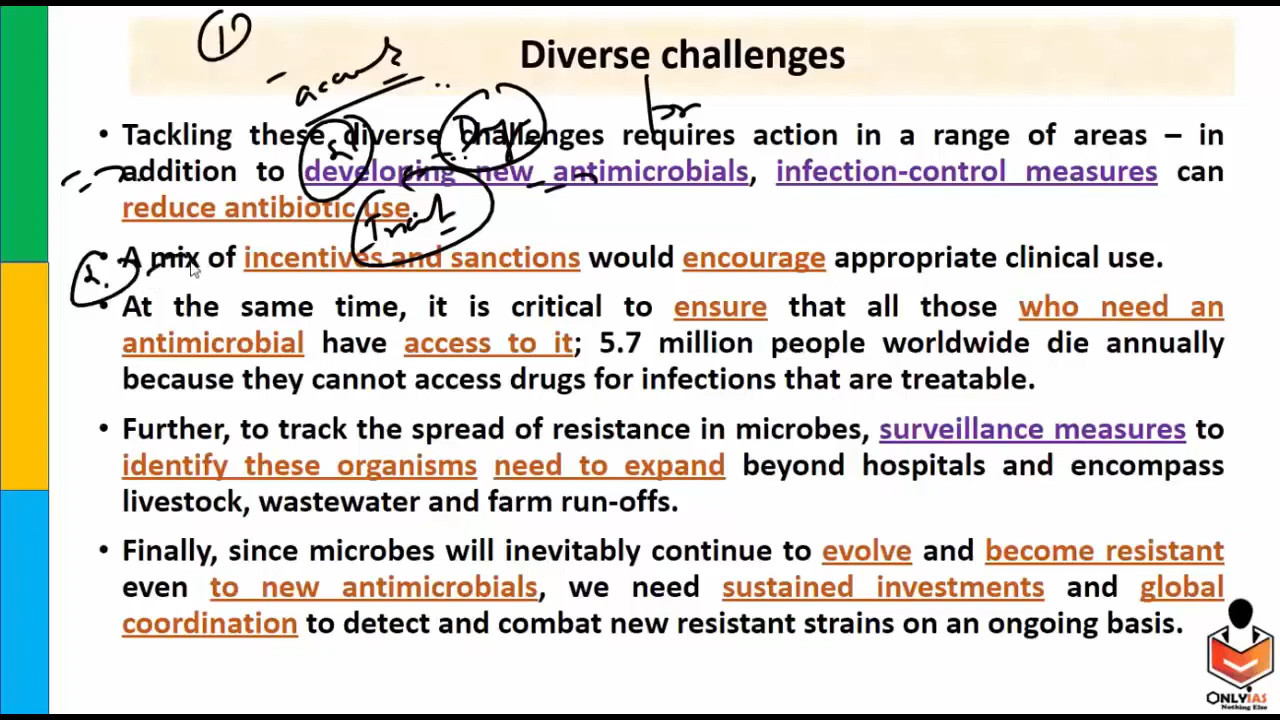 Diverse challenges
• Tackling these diverse challenges requires action in a range of areas – in
addition to developing new antimicrobials, infection-control measures can
reduce antibiotic use.
• A mix of incentives and sanctions would encourage appropriate clinical use.
• At the same time, it is critical to ensure that all those who need an
antimicrobial have access to it; 5.7 million people worldwide die annually
because they cannot access drugs for infections that are treatable.
• Further, to track the spread of resistance in microbes, surveillance measures to
identify these organisms need to expand beyond hospitals and encompass
livestock, wastewater and farm run-offs.
• Finally, since microbes will inevitably continue to evolve and become resistant
even to new antimicrobials, we need sustained investments and global
coordination to detect and combat new resistant strains on an ongoing basis.
ONLYIAS
Nothing Else